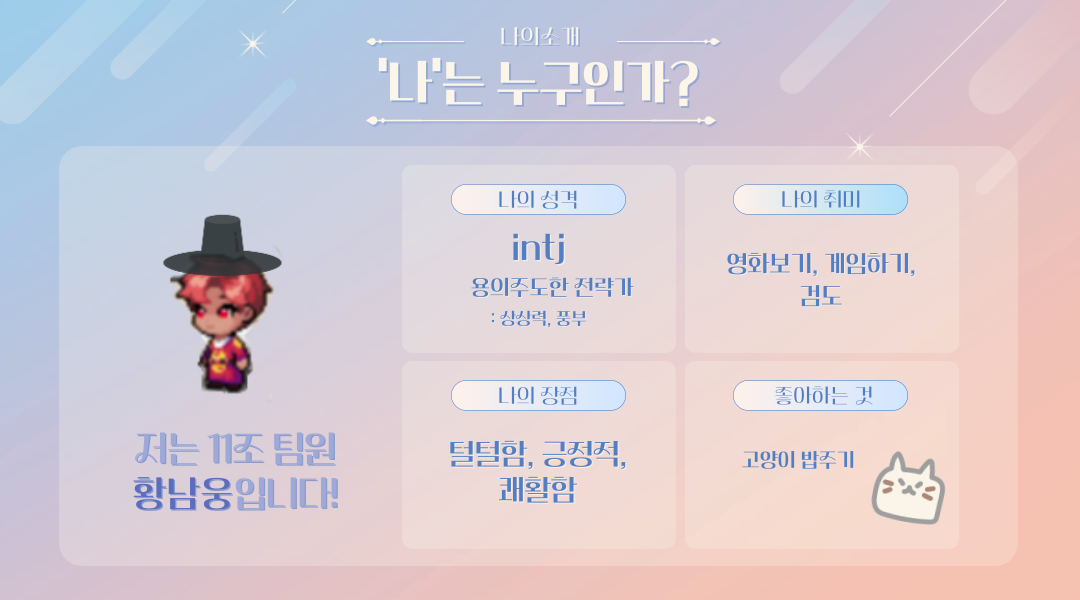 나의소개
'나'는 누구인가?
저는 11조 팀원
황남웅입니다!
나의 성격
intj
용의주도한 전략가
: 상상력, 풍부
나의 취미
영화보기, 게임하기,
검도
나의 장점
털털함, 긍정적,
쾌활함
좋아하는 것
고양이 밥주기